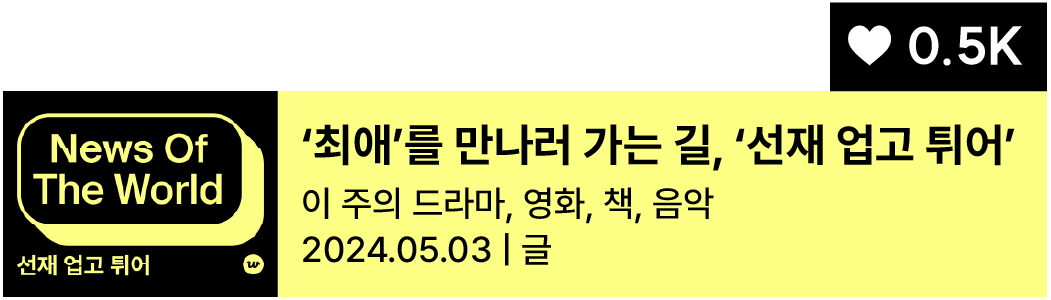 0.5K
News Of
The World
선재 업고 튀어
w
‘최애’를 만나러 가는 길, ‘선재 업고 튀어’
이 주의 드라마, 영화, 책, 음악
2024.05.03 | 글